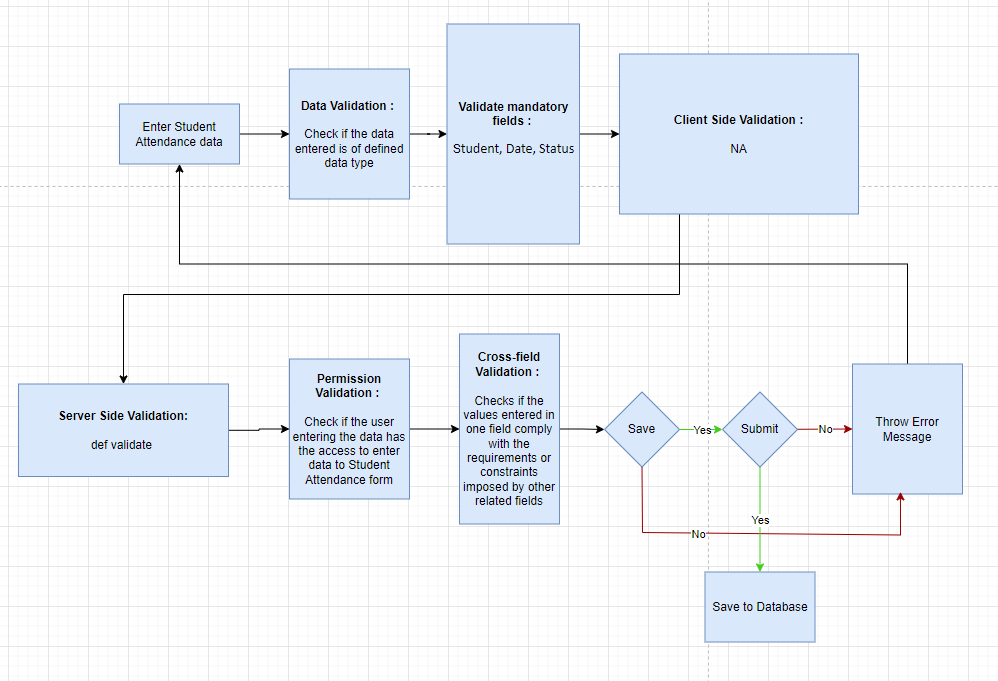 Enter Student
Attendance data
Data Validation :
Check if the data
entered is of defined
data type
Validate mandatory
fields :
Student, Date, Status
Client Side Validation :
NA
Server Side Validation:
def validate
Permission
Validation :
Check if the user
entering the data has
the access to enter
data to Student
Attendance form
Cross-field
Validation :
Checks if the
values entered in
one field comply
with the
requirements or
constraints
imposed by other
related fields
Save
Yes
Submit
No
Throw Error
Message
Yes
No
Save to Database